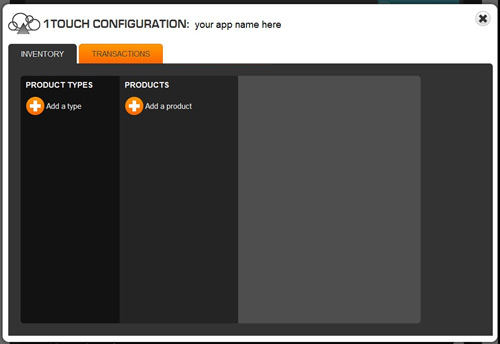 1TOUCH CONFIGURATION: your app name here
INVENTORY TRANSACTIONS
PRODUCT TYPES PRODUCTS
Add a type Add a product